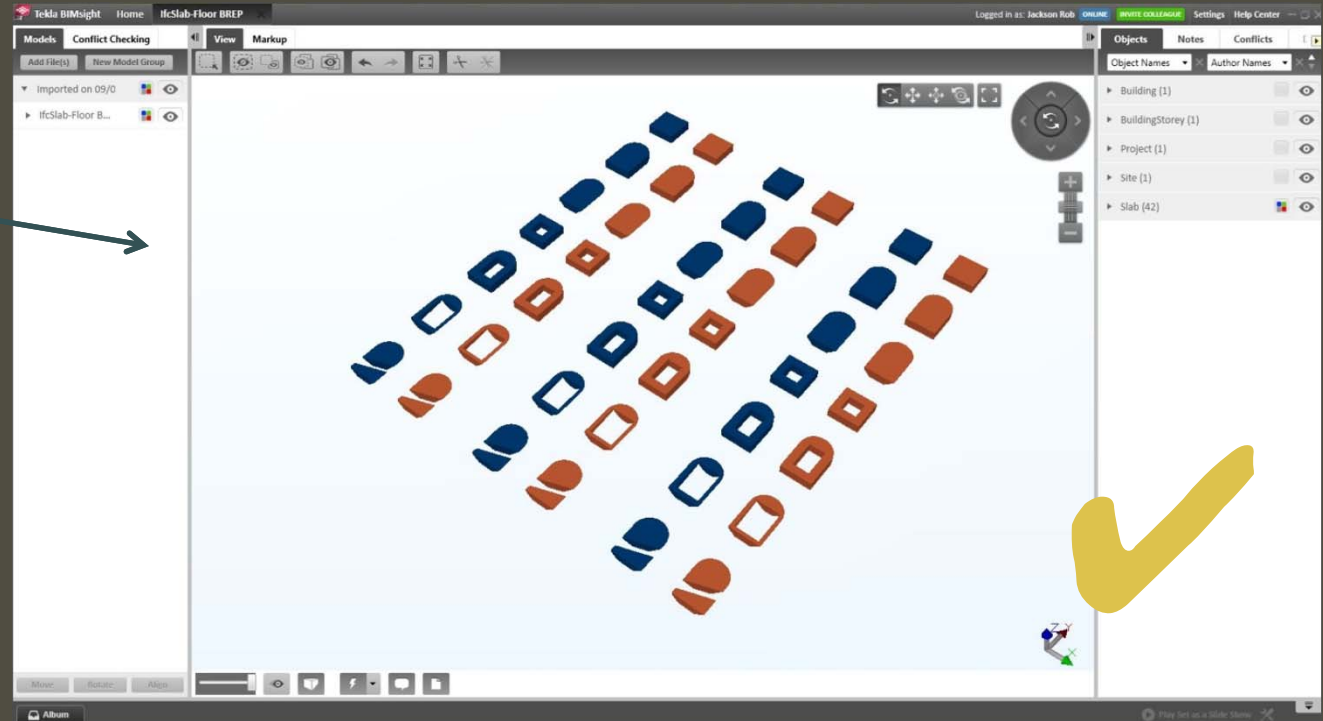 Tekla BIMsight Home IfcSlab-Floor BREP
Logged in as: Jackson Rob ONLINE INVITE COLLEAGUE Settings Help Center
Models Conflict Checking
View Markup
Objects Notes Conflicts
Add File(s) New Model Group
Object Names Author Names
Imported on 09/0
IfcSlab-Floor B...
Building (1)
BuildingStorey (1)
Project (1)
Site (1)
Slab (42)
Z Y
X
Move Rotate Align
Album
Play Set as a Slide Show